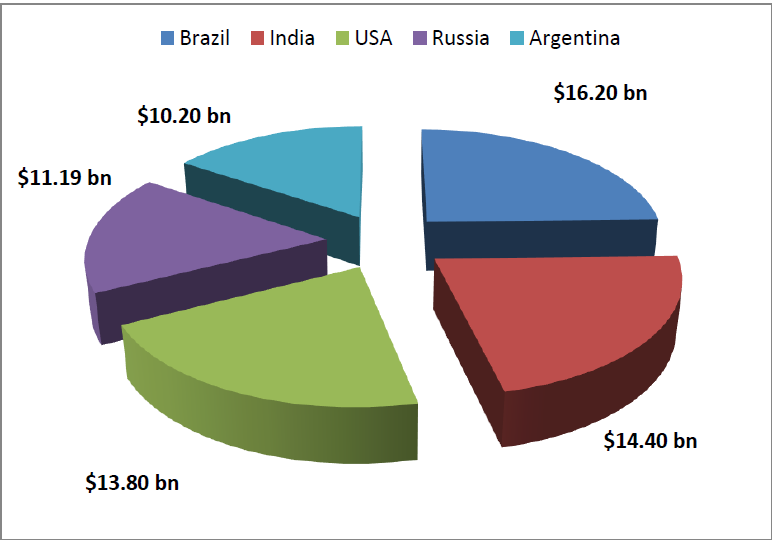 Brazil India USA Russia Argentina
$16.20 bn
$10.20 bn
$11.19 bn
$14.40 bn
$13.80 bn